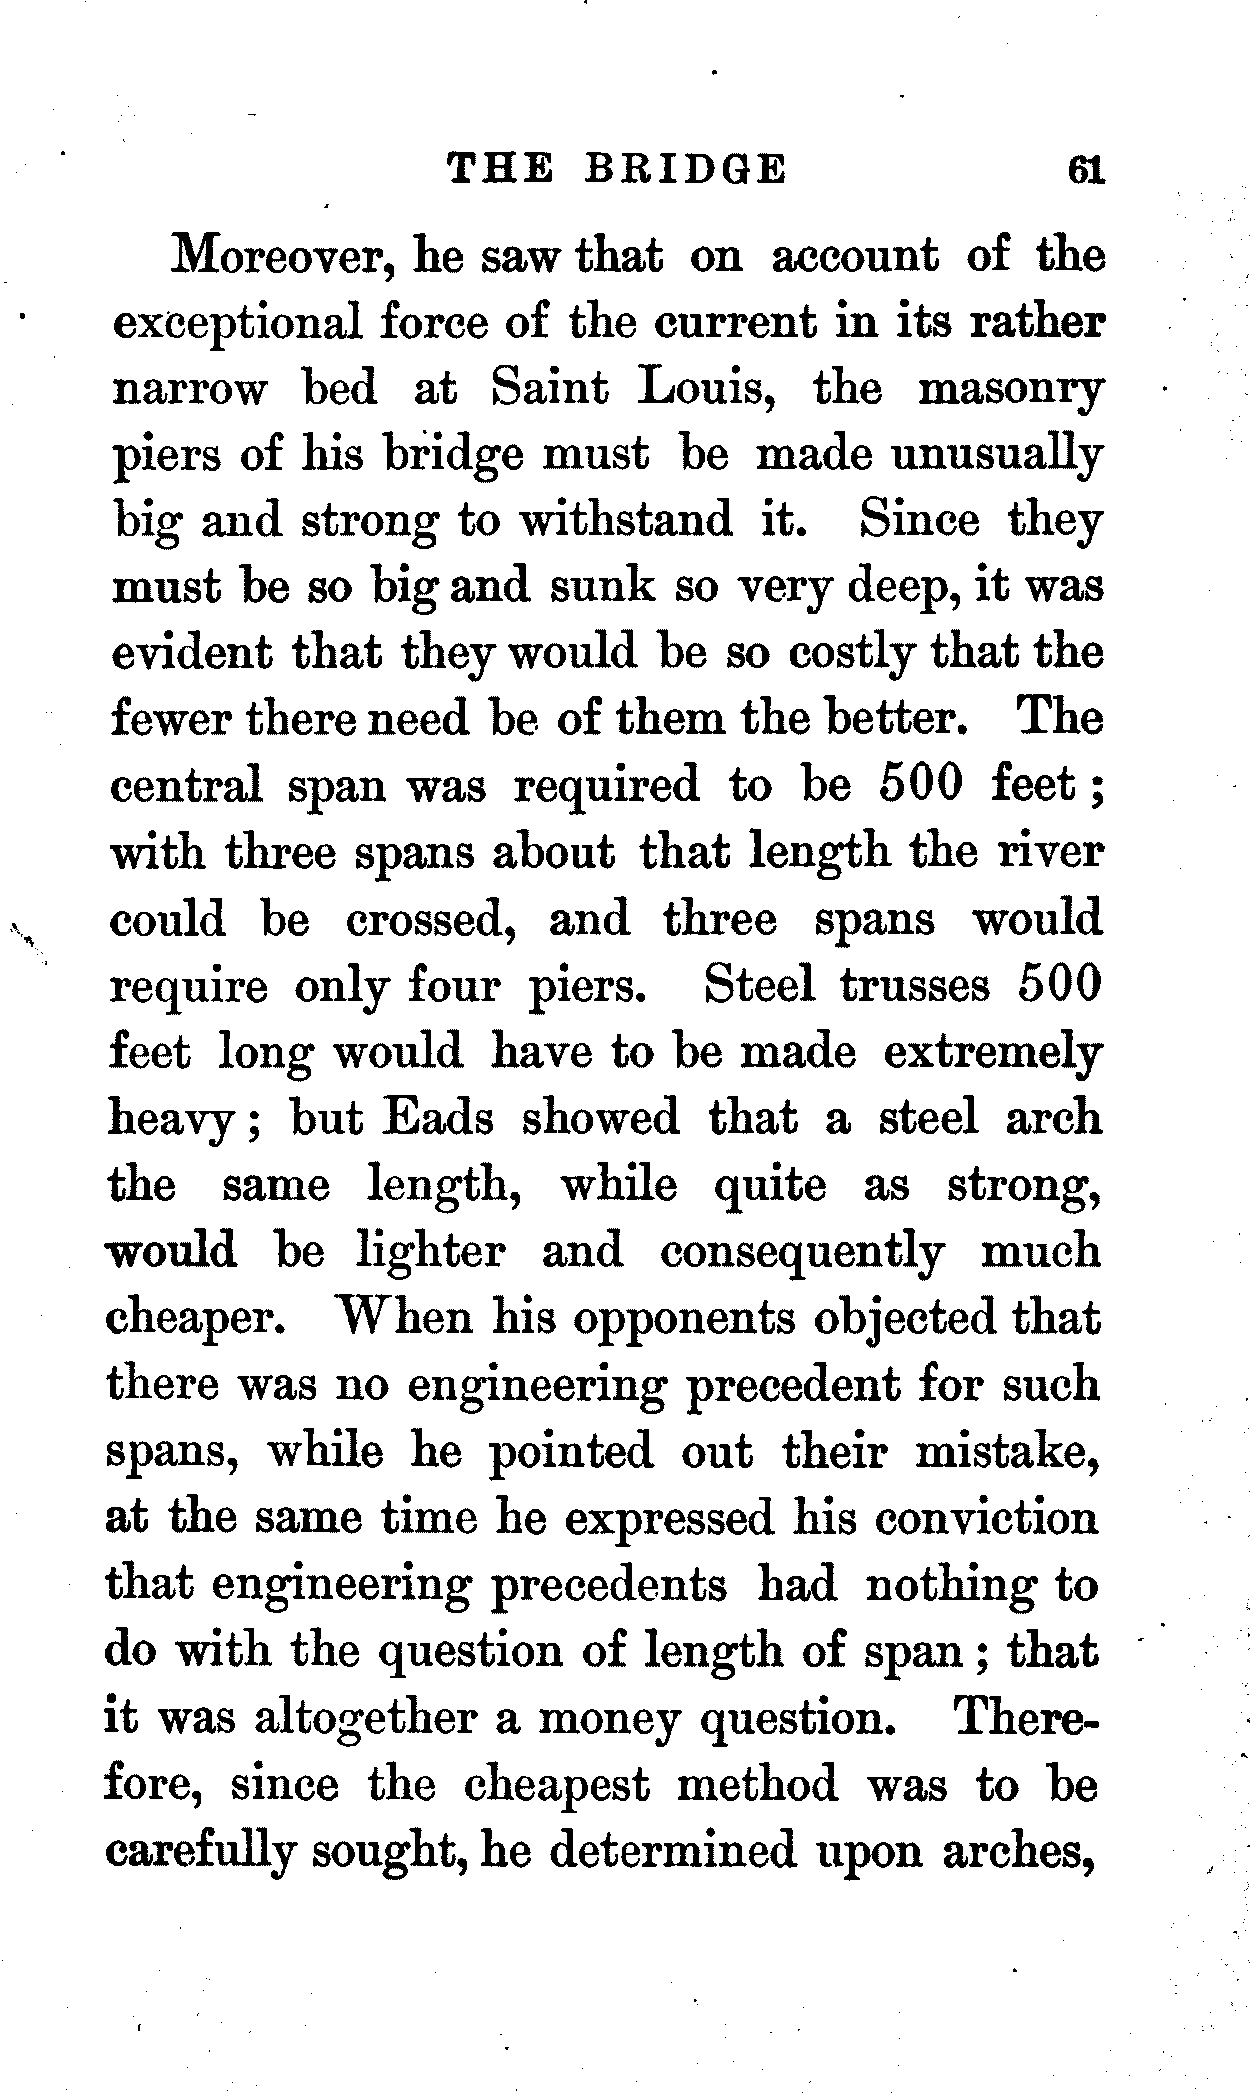 THE BRIDGE 61
Moreover, he saw that on account of the
exceptional force of the current in its rather
narrow bed at Saint Louis, the masonry
piers of his bridge must be made unusually
big and strong to withstand it. Since they
must be so big and sunk so very deep, it was
evident that they would be so costly that the
fewer there need be of them the better. The
central span was required to be 500 feet ;
with three spans about that length the river
could be crossed, and three spans would
require only four piers. Steel trusses 500
feet long would have to be made extremely
heavy ; but Eads showed that a steel arch
the same length, while quite as strong,
would be lighter and consequently much
cheaper. When his opponents objected that
there was no engineering precedent for such
spans, while he pointed out their mistake,
at the same time he expressed his conviction
that engineering precedents had nothing to
do with the question of length of span ; that
it was altogether a money question. There-
fore, since the cheapest method was to be
carefully sought, he determined upon arches,